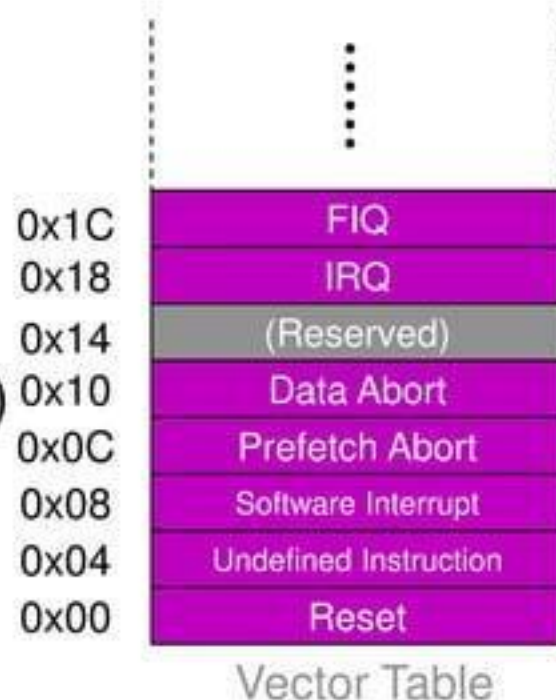 0x1C FIQ
0x18 IRQ
0x14 (Reserved)
) 0x10 Data Abort
0x0C Prefetch Abort
0x08 Software Interrupt
0x04 Undefined Instruction
0x00 Reset
Vector Table